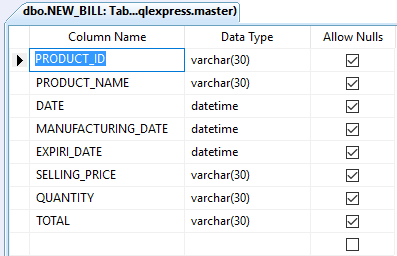 dbo.NEW_BILL: Tab...qlexpress.master)
Column Name Data Type Allow Nulls
PRODUCT_ID varchar(30)
PRODUCT_NAME varchar(30)
DATE datetime
MANUFACTURING_DATE datetime
EXPIRI_DATE datetime
SELLING_PRICE varchar(30)
QUANTITY varchar(30)
TOTAL varchar(30)